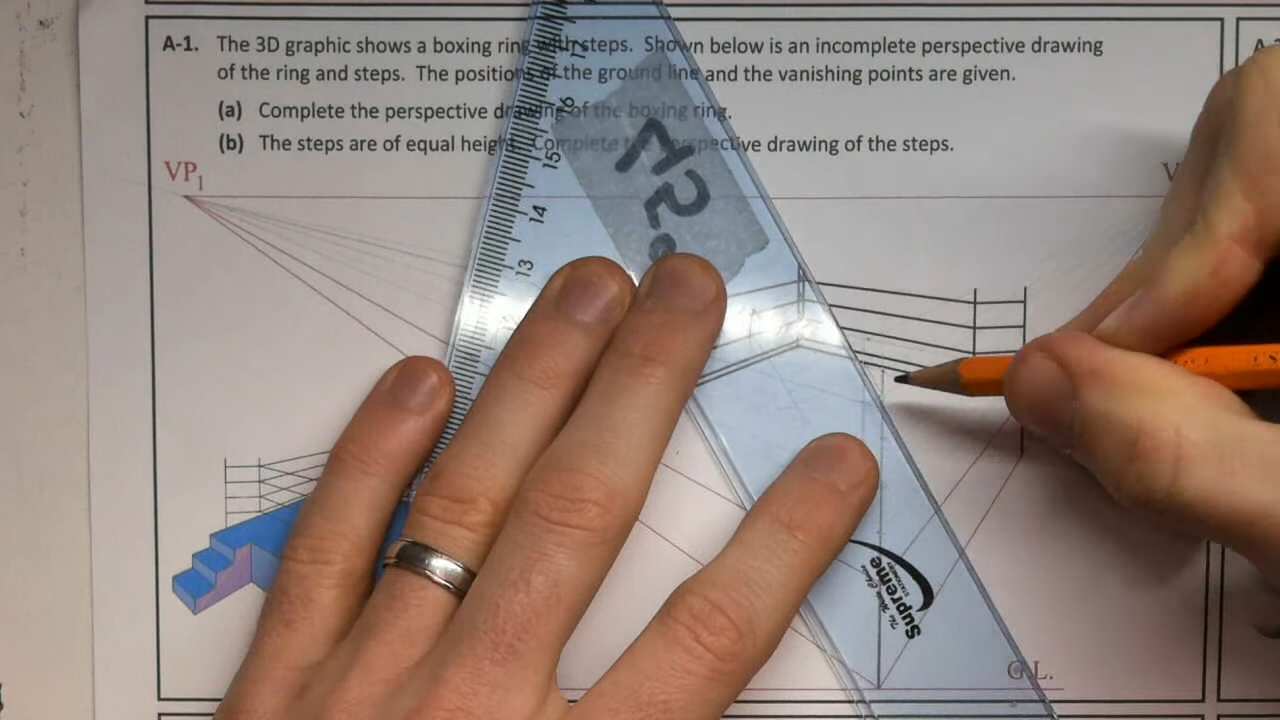 A-1. The 3D graphic shows a boxing ring with steps. Shown below is an incomplete perspective drawing
of the ring and steps. The position of the ground line and the vanishing points are given.
(a) Complete the perspective drawing of the boxing ring.
(b) The steps are of equal height. Complete the perspective drawing of the steps.
VP1
17
16
15
14
13
Supreme
STATIONERY
G.L.